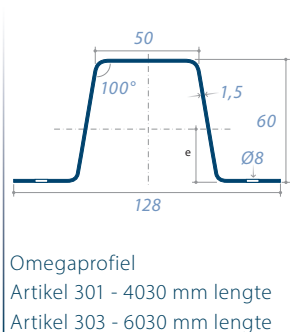 50
100°
1,5
60
e
Ø8
128
Omegaprofiel
Artikel 301 - 4030 mm lengte
Artikel 303 - 6030 mm lengte